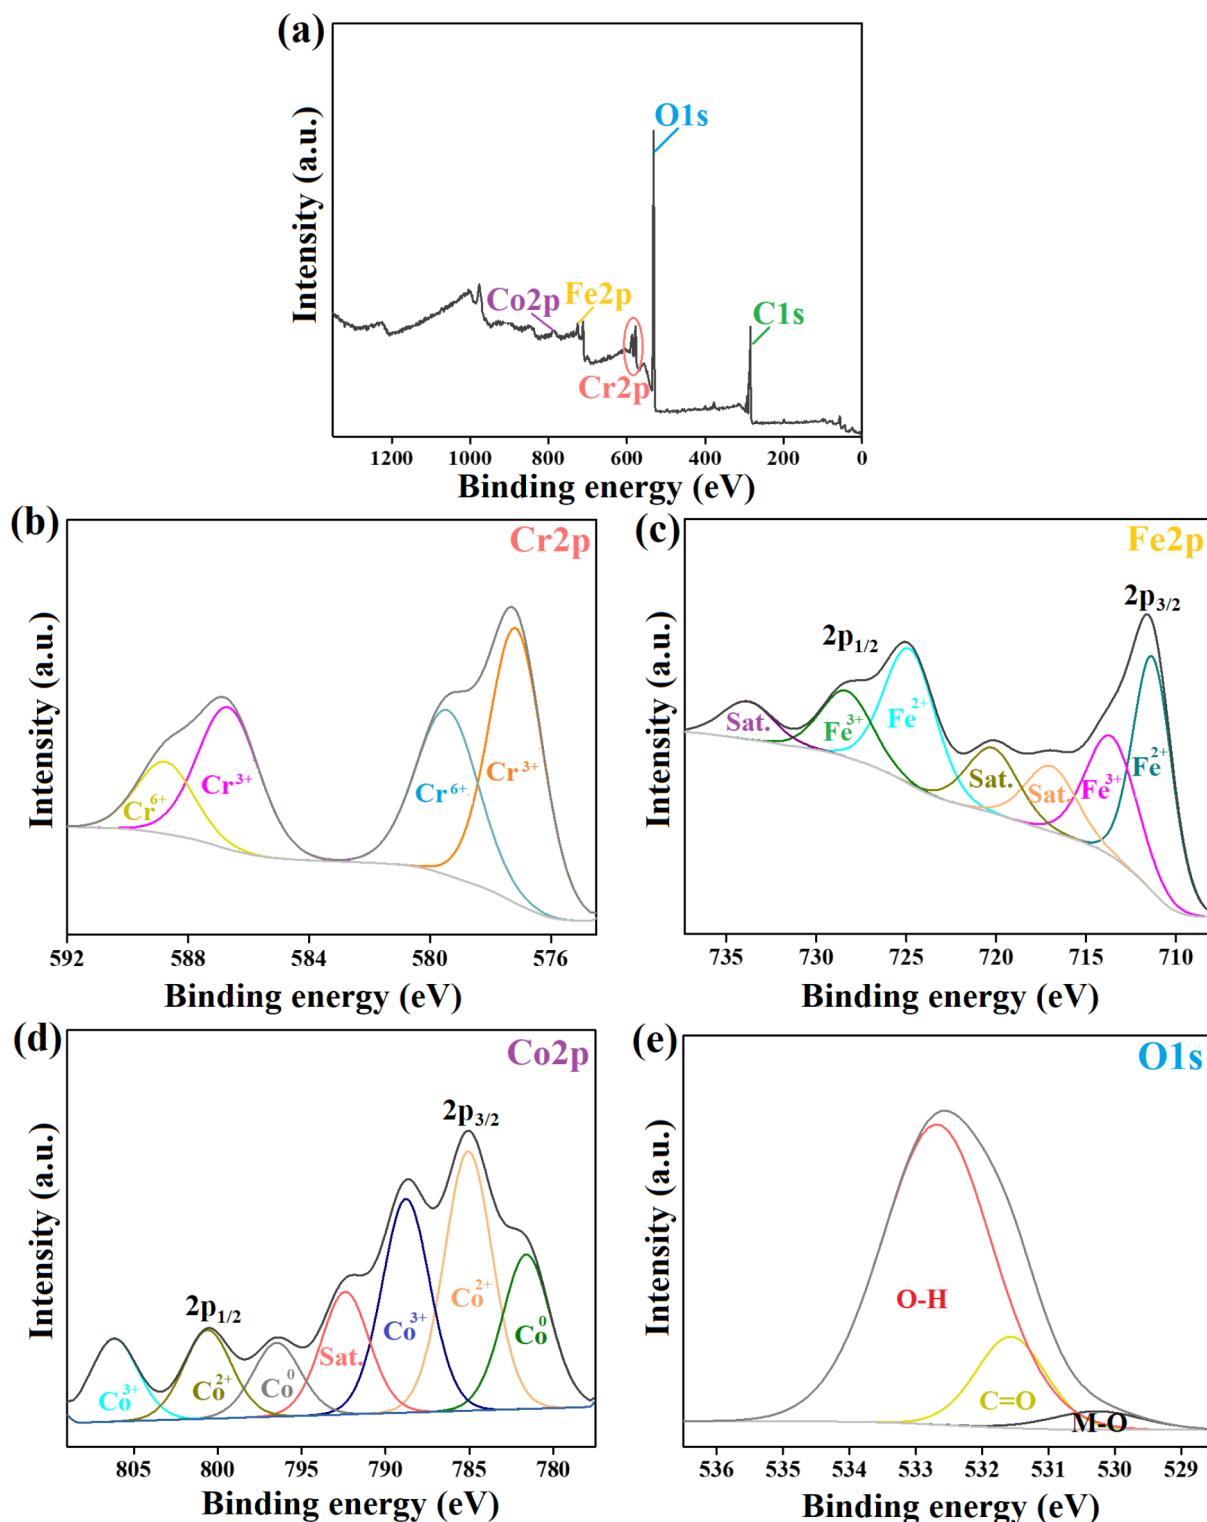 (a)
O1s
Co2p
Fe2p
C1s
Cr2p
Intensity (a.u.)
1200 1000 800 600 400 200 0
Binding energy (eV)
(b)
Cr2p
Cr6+
Cr3+
Cr6+
Cr3+
Intensity (a.u.)
592 588 584 580 576
Binding energy (eV)
(c)
Fe2p
2p3/2
2p1/2
Sat.
Fe3+
Fe2+
Sat.
Sat.
Fe3+
Fe2+
Intensity (a.u.)
735 730 725 720 715 710
Binding energy (eV)
(d)
Co2p
2p3/2
2p1/2
Co3+
Co2+
Co0
Sat.
Co3+
Co2+
Co0
Intensity (a.u.)
805 800 795 790 785 780
Binding energy (eV)
(e)
O1s
O-H
C=O
M-O
Intensity (a.u.)
536 535 534 533 532 531 530 529
Binding energy (eV)